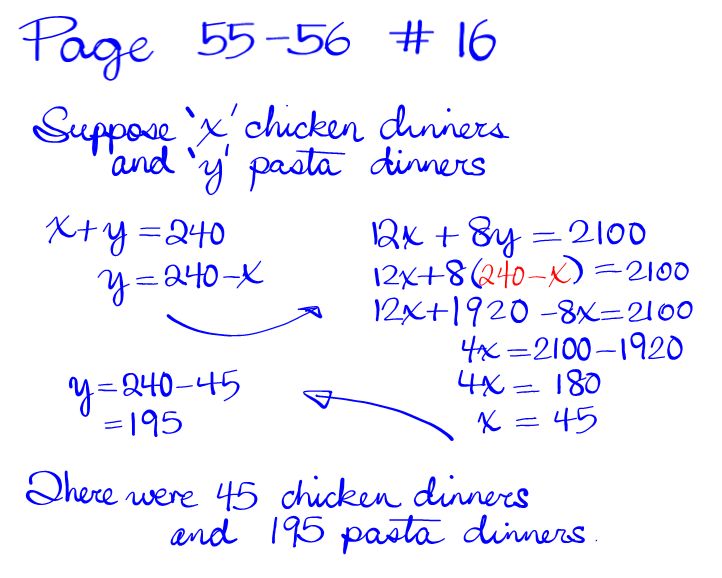 Page 55-56 # 16
Suppose 'x' chicken dinners
and 'y' pasta dinners
x+y=240
y=240-x
12x + 8y = 2100
12x+8(240-x) = 2100
12x+1920 -8x=2100
4x =2100-1920
4x = 180
x = 45
y=240-45
=195
There were 45 chicken dinners
and 195 pasta dinners.